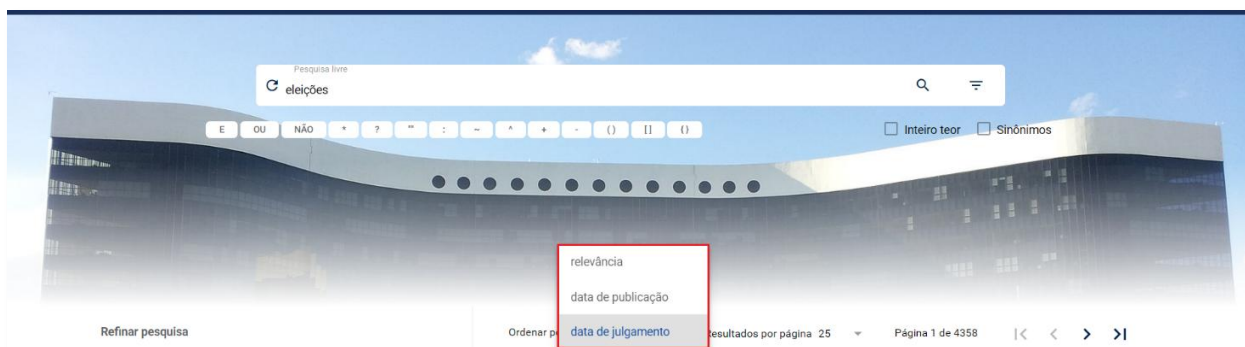 Pesquisa livre
eleições
E OU NÃO * ? "" : ~ ^ + - () [] {}
Inteiro teor Sinônimos
relevância
data de publicação
data de julgamento
Refinar pesquisa
Ordenar p
esultados por página 25
Página 1 de 4358